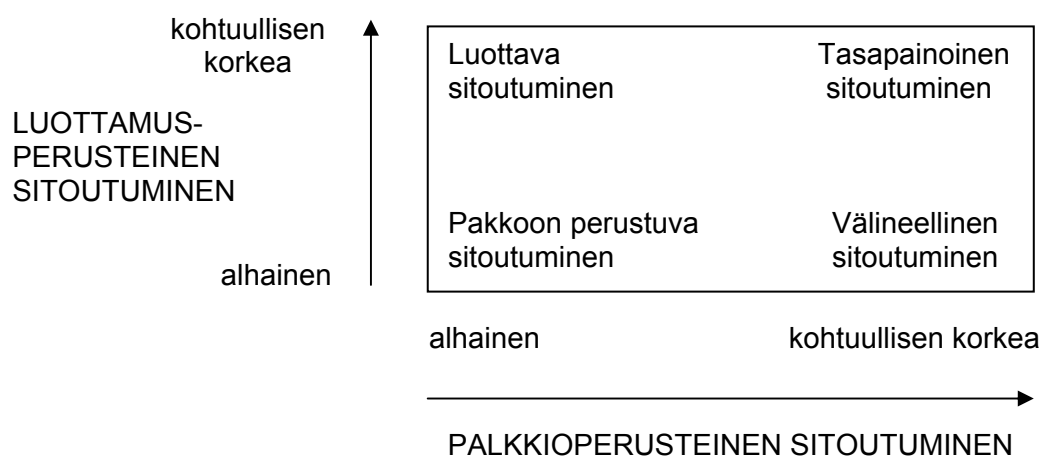 kohtuullisen
korkea
LUOTTAMUS-
PERUSTEINEN
SITOUTUMINEN
alhainen
Luottava
sitoutuminen
Tasapainoinen
sitoutuminen
Pakkoon perustuva
sitoutuminen
Välineellinen
sitoutuminen
alhainen
kohtuullisen korkea
PALKKIOPERUSTEINEN SITOUTUMINEN